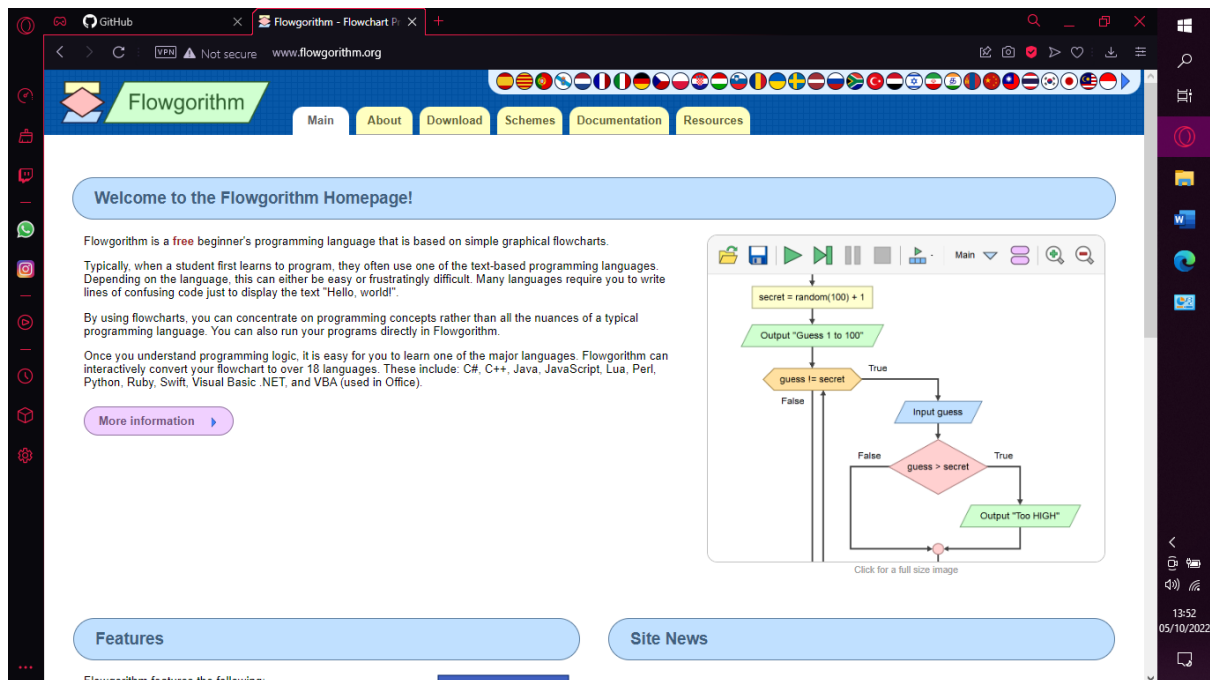 GitHub
Flowgorithm - Flowchart Pr
VPN
Not secure
www.flowgorithm.org
Flowgorithm
Main
About
Download
Schemes
Documentation
Resources
Welcome to the Flowgorithm Homepage!
Flowgorithm is a free beginner's programming language that is based on simple graphical flowcharts.
Typically, when a student first learns to program, they often use one of the text-based programming languages.
Depending on the language, this can either be easy or frustratingly difficult. Many languages require you to write
lines of confusing code just to display the text "Hello, world!".
By using flowcharts, you can concentrate on programming concepts rather than all the nuances of a typical
programming language. You can also run your programs directly in Flowgorithm.
Once you understand programming logic, it is easy for you to learn one of the major languages. Flowgorithm can
interactively convert your flowchart to over 18 languages. These include: C#, C++, Java, JavaScript, Lua, Perl,
Python, Ruby, Swift, Visual Basic .NET, and VBA (used in Office).
More information
Main
secret = random(100) + 1
Output "Guess 1 to 100"
guess != secret
True
False
Input guess
False
True
guess > secret
Output "Too HIGH"
Click for a full size image
Features
Site News
Flowgorithm features the following:
13:52
05/10/2022